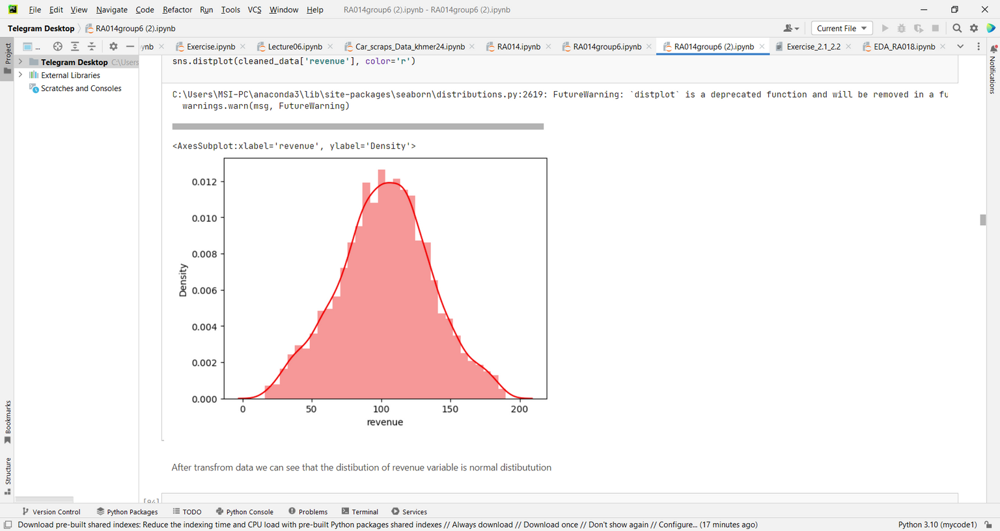 File Edit View Navigate Code Refactor Run Tools VCS Window Help RA014group6 (2).ipynb - RA014group6 (2).ipynb
Telegram Desktop RA014group6 (2).ipynb Current File
Project ... ynb Exercise.ipynb Lecture06.ipynb Car_scraps_Data_khmer24.ipynb RA014.ipynb RA014group6.ipynb RA014group6 (2).ipynb Exercise_2.1_2.2 EDA_RA018.ipynb Notifications
Telegram Desktop C:\Users
External Libraries
Scratches and Consoles
sns.distplot(cleaned_data['revenue'], color='r')
C:\Users\MSI-PC\anaconda3\lib\site-packages\seaborn\distributions.py:2619: FutureWarning: `distplot` is a deprecated function and will be removed in a fu
warnings.warn(msg, FutureWarning)
<AxesSubplot:xlabel='revenue', ylabel='Density'>
0.012
0.010
0.008
Density
0.006
0.004
0.002
0.000
0 50 100 150 200
revenue
After transfrom data we can see that the distibution of revenue variable is normal distibutution
Bookmarks
Structure
Version Control Python Packages TODO Python Console Problems Terminal Services
Download pre-built shared indexes: Reduce the indexing time and CPU load with pre-built Python packages shared indexes // Always download // Download once // Don't show again // Configure... (17 minutes ago) Python 3.10 (mycode1)